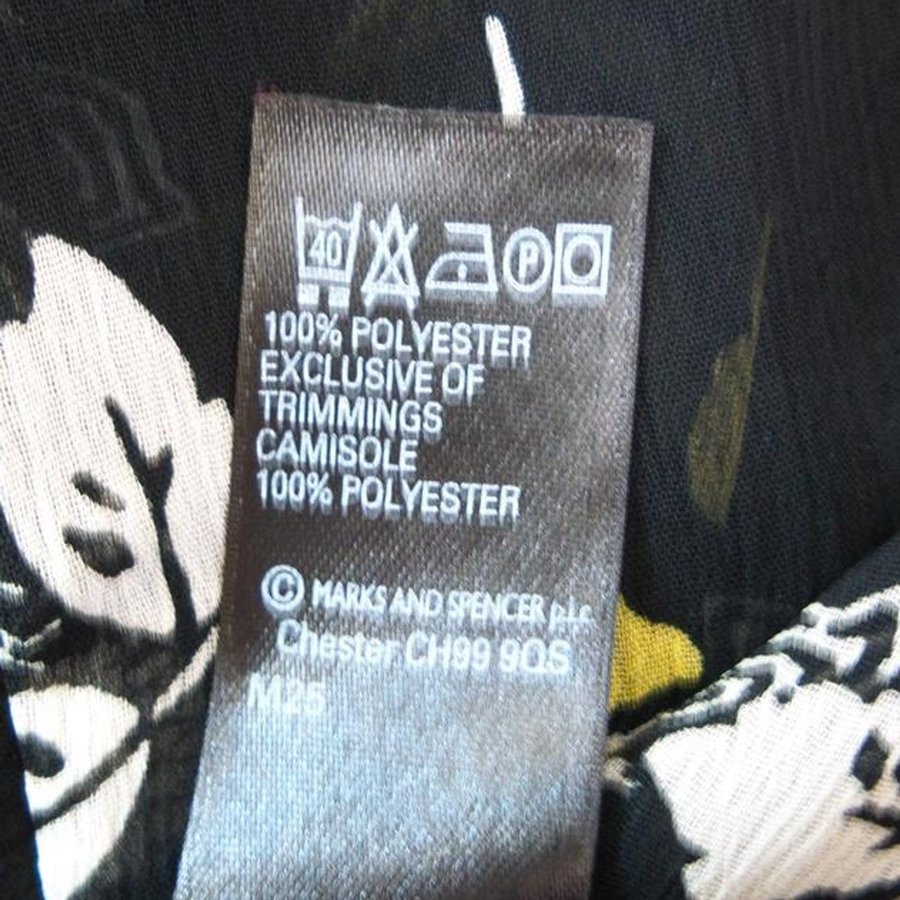 40 P
100% POLYESTER
EXCLUSIVE OF
TRIMMINGS
CAMISOLE
100% POLYESTER
© MARKS AND SPENCER p.l.c.
Chester CH99 9QS
M25